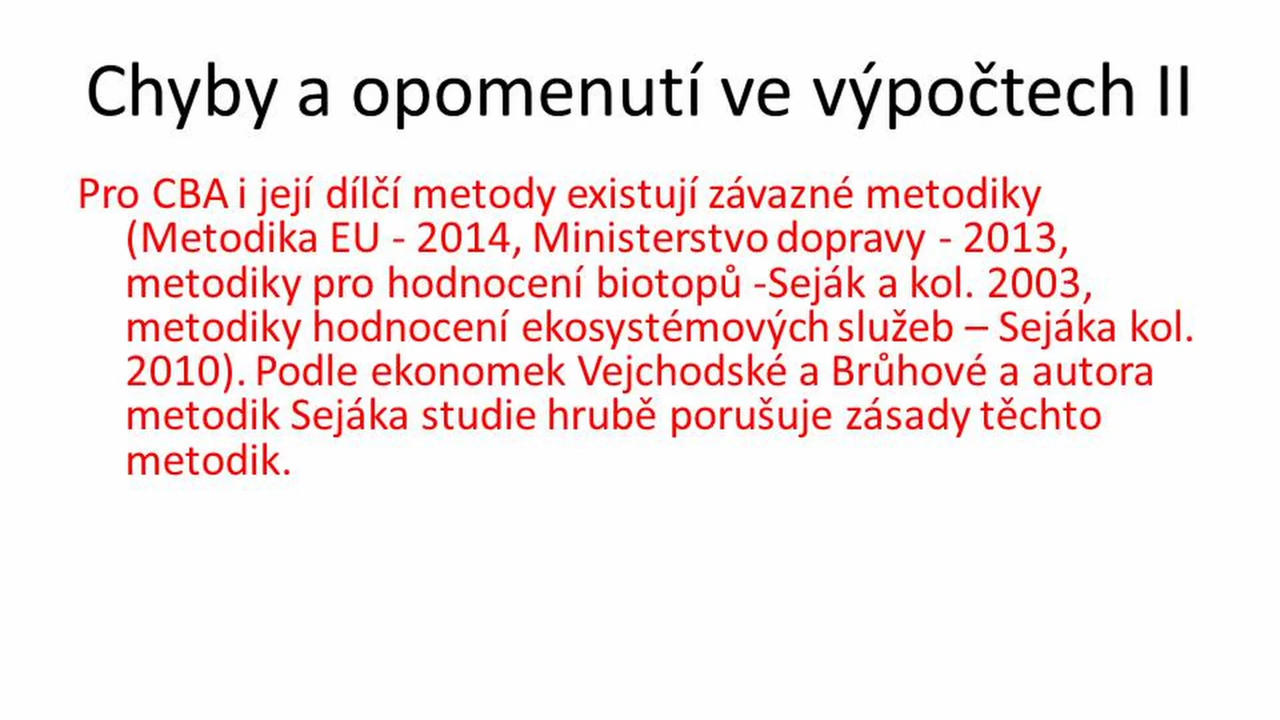 Chyby a opomenutí ve výpočtech II
Pro CBA i její dílčí metody existují závazné metodiky
(Metodika EU - 2014, Ministerstvo dopravy - 2013,
metodiky pro hodnocení biotopů -Seják a kol. 2003,
metodiky hodnocení ekosystémových služeb – Sejáka kol.
2010). Podle ekonomek Vejchodské a Brůhové a autora
metodik Sejáka studie hrubě porušuje zásady těchto
metodik.